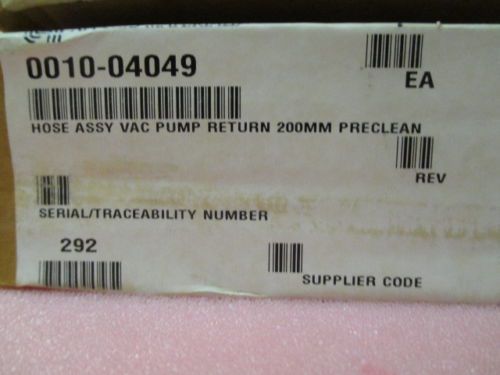 0010-04049
EA
HOSE ASSY VAC PUMP RETURN 200MM PRECLEAN
REV
SERIAL/TRACEABILITY NUMBER
292
SUPPLIER CODE